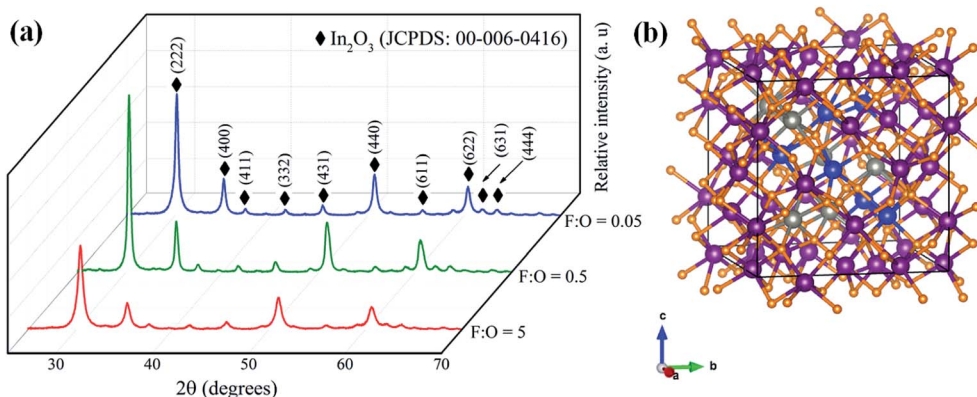 (a)
◆ In₂O₃ (JCPDS: 00-006-0416)
(222)
(400)
(411)
(332)
(431)
(440)
(611)
(622)
(631)
(444)
Relative intensity (a. u)
F:O = 0.05
F:O = 0.5
F:O = 5
30 40 50 60 70
2θ (degrees)
(b)
c
b
a